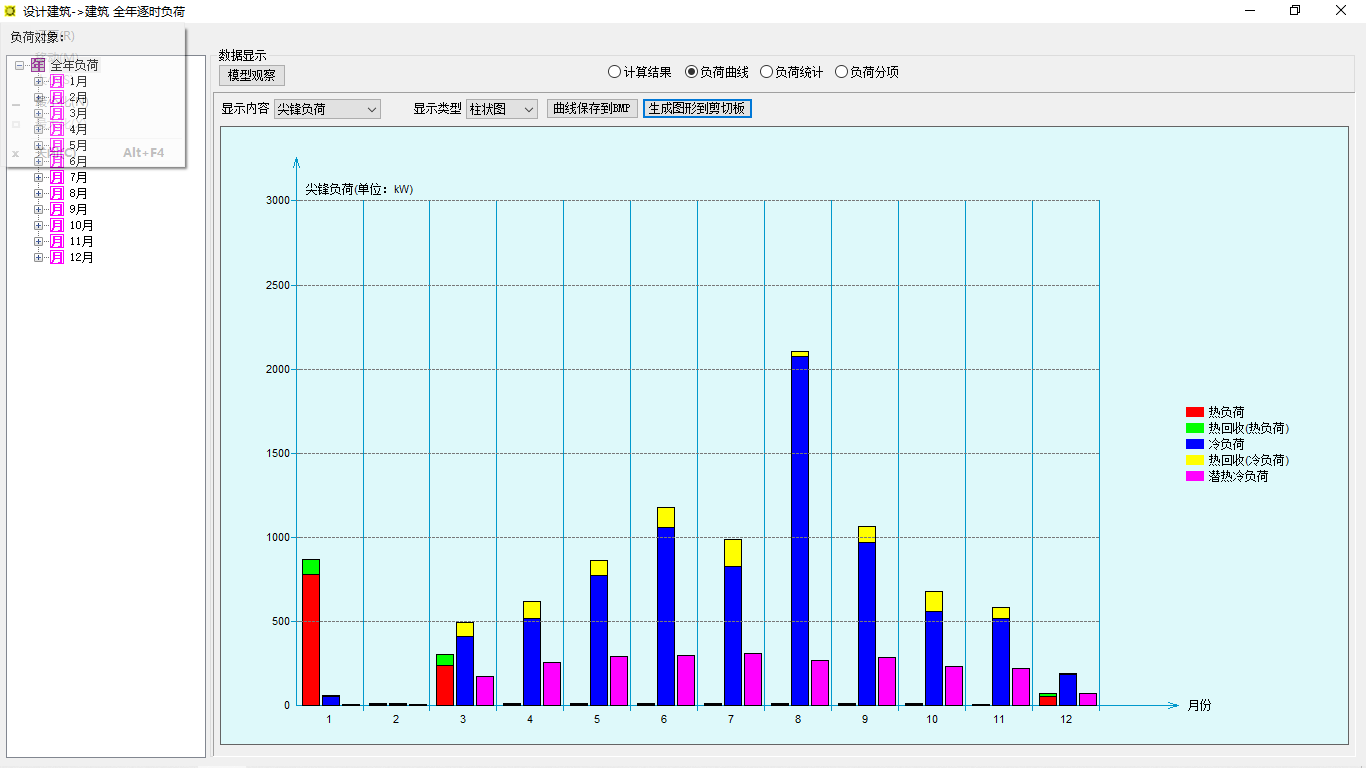 设计建筑->建筑 全年逐时负荷
负荷对象:
全年负荷
1月
2月
3月
4月
5月
6月
7月
8月
9月
10月
11月
12月
Alt+F4
数据显示
模型观察
计算结果 负荷曲线 负荷统计 负荷分项
显示内容 尖锋负荷 显示类型 柱状图 曲线保存到BMP 生成图形到剪切板
尖锋负荷(单位：kW)
3000
2500
2000
1500
1000
500
0
1 2 3 4 5 6 7 8 9 10 11 12
月份
热负荷
热回收(热负荷)
冷负荷
热回收(冷负荷)
潜热冷负荷